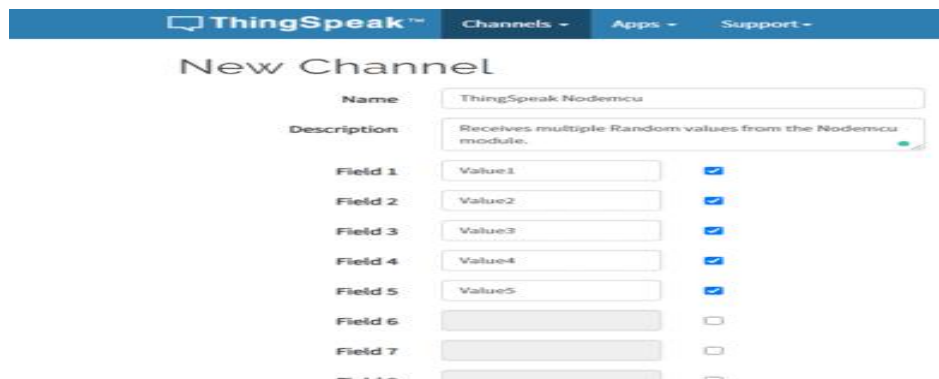 ThingSpeak™ Channels Apps Support
New Channel
Name ThingSpeak Nodemcu
Description Receives multiple Random values from the Nodemcu
module.
Field 1 Value1
Field 2 Value2
Field 3 Value3
Field 4 Value4
Field 5 Value5
Field 6
Field 7